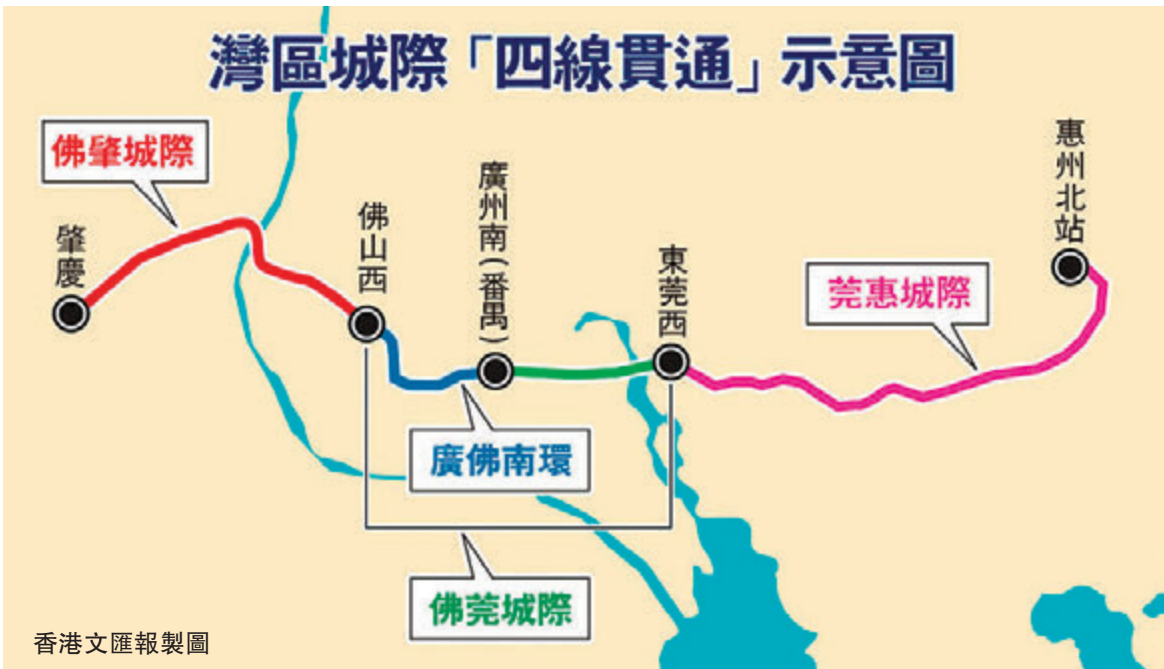 灣區城際「四線貫通」示意圖
佛肇城際
肇慶
佛山西
廣州南(番禺)
東莞西
惠州北站
莞惠城際
廣佛南環
佛莞城際
香港文匯報製圖